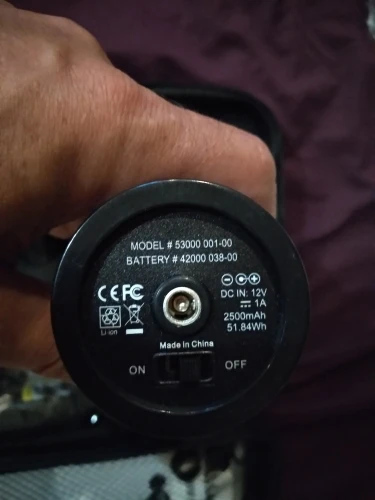 MODEL # 53000 001-00
BATTERY # 42000 038-00
CE FC
DC IN: 12V
1A
2500mAh
51.84Wh
Li-ion
Made in China
ON OFF